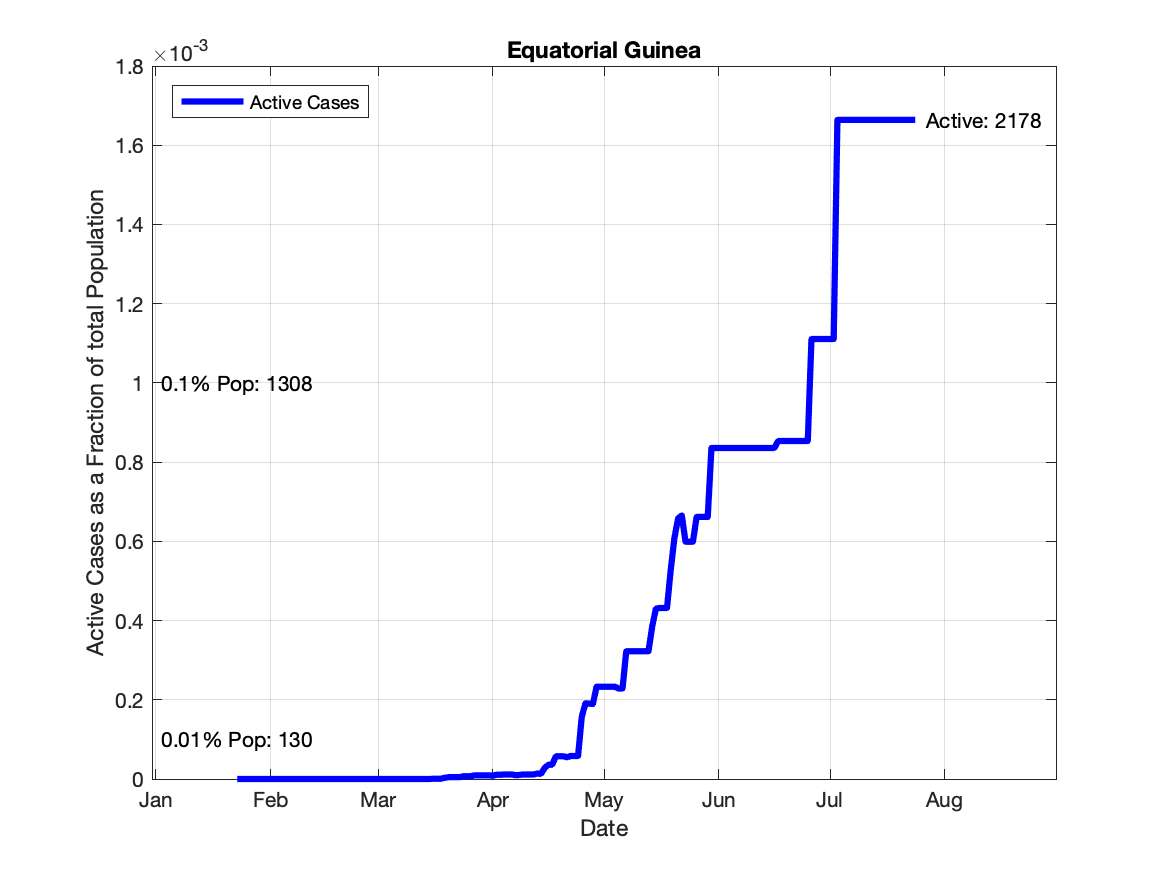 Equatorial Guinea
×10-3
1.8
1.6
1.4
1.2
1
0.8
0.6
0.4
0.2
0
Active Cases as a Fraction of total Population
Active Cases
Active: 2178
0.1% Pop: 1308
0.01% Pop: 130
Jan Feb Mar Apr May Jun Jul Aug
Date